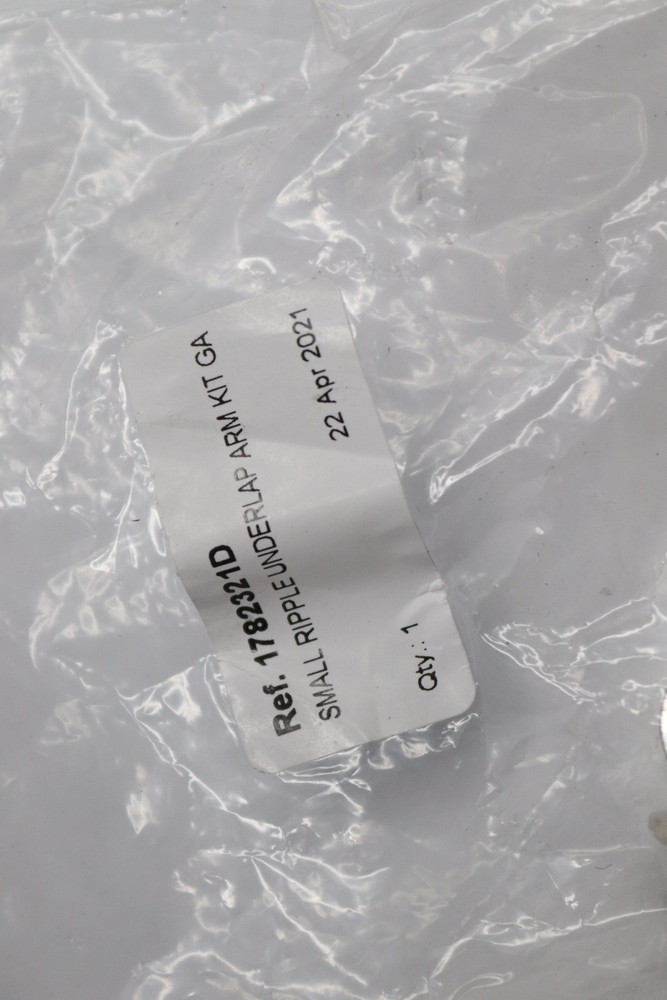 Ref. 1782321D
SMALL RIPPLE UNDERLAP ARM KIT GA
Qty.: 1
22 Apr 2021